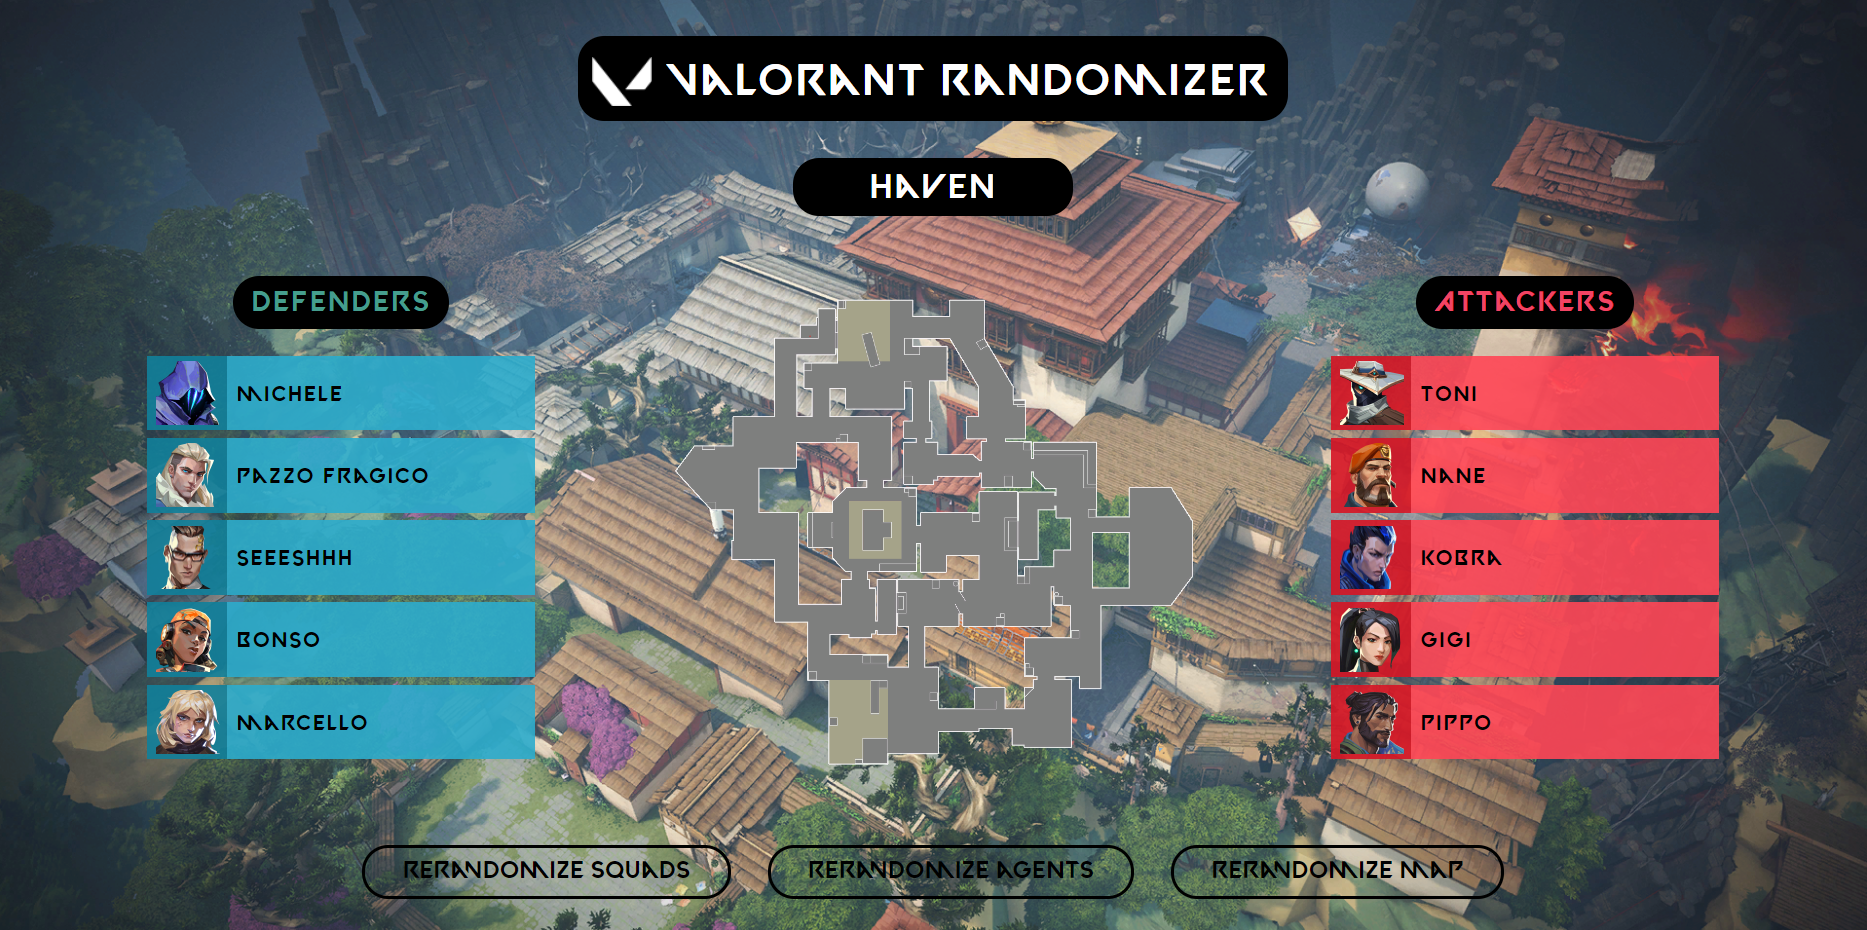 VALORANT RANDOMIZER
HAVEN
DEFENDERS
MICHELE
PAZZO FRAGICO
SEEESHHH
BONSO
MARCELLO
ATTACKERS
TONI
NANE
KOBRA
GIGI
PIPPO
RERANDOMIZE SQUADS
RERANDOMIZE AGENTS
RERANDOMIZE MAP